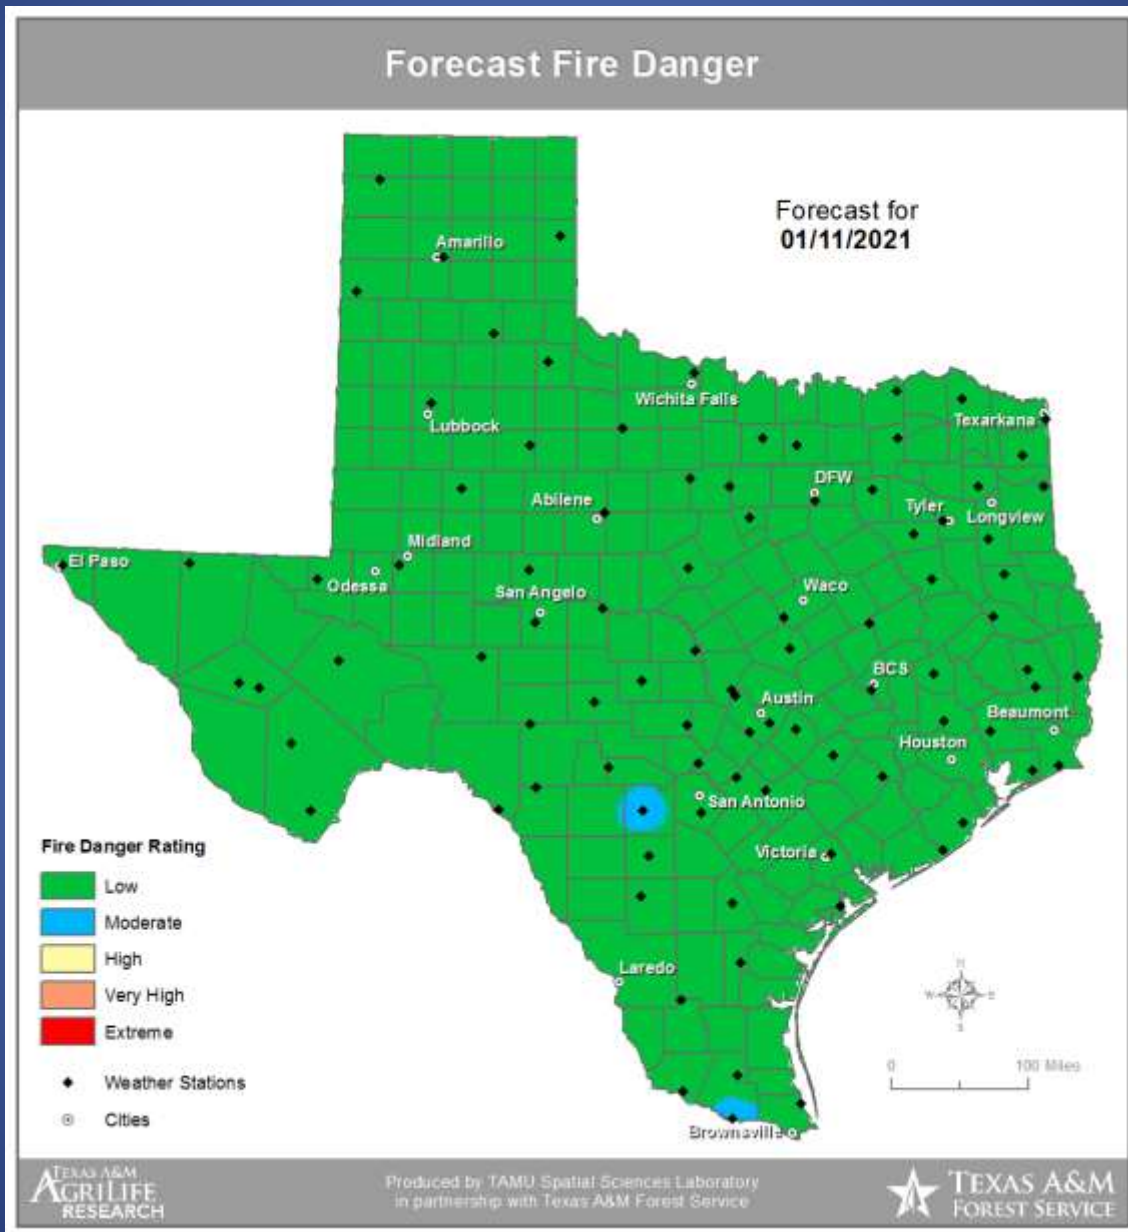 Forecast Fire Danger
Forecast for
01/11/2021
Amarillo
Wichita Falls
Lubbock
Texarkana
DFW
Abilene
Tyler
Longview
Midland
El Paso
Odessa
San Angelo
Waco
BCS
Austin
Beaumont
Houston
San Antonio
Victoria
Laredo
Brownsville
Fire Danger Rating
Low
Moderate
High
Very High
Extreme
Weather Stations
Cities
N
W E
S
0 100 Miles
TEXAS A&M
AGRILIFE
RESEARCH
Produced by TAMU Spatial Sciences Laboratory
in partnership with Texas A&M Forest Service
TEXAS A&M
FOREST SERVICE